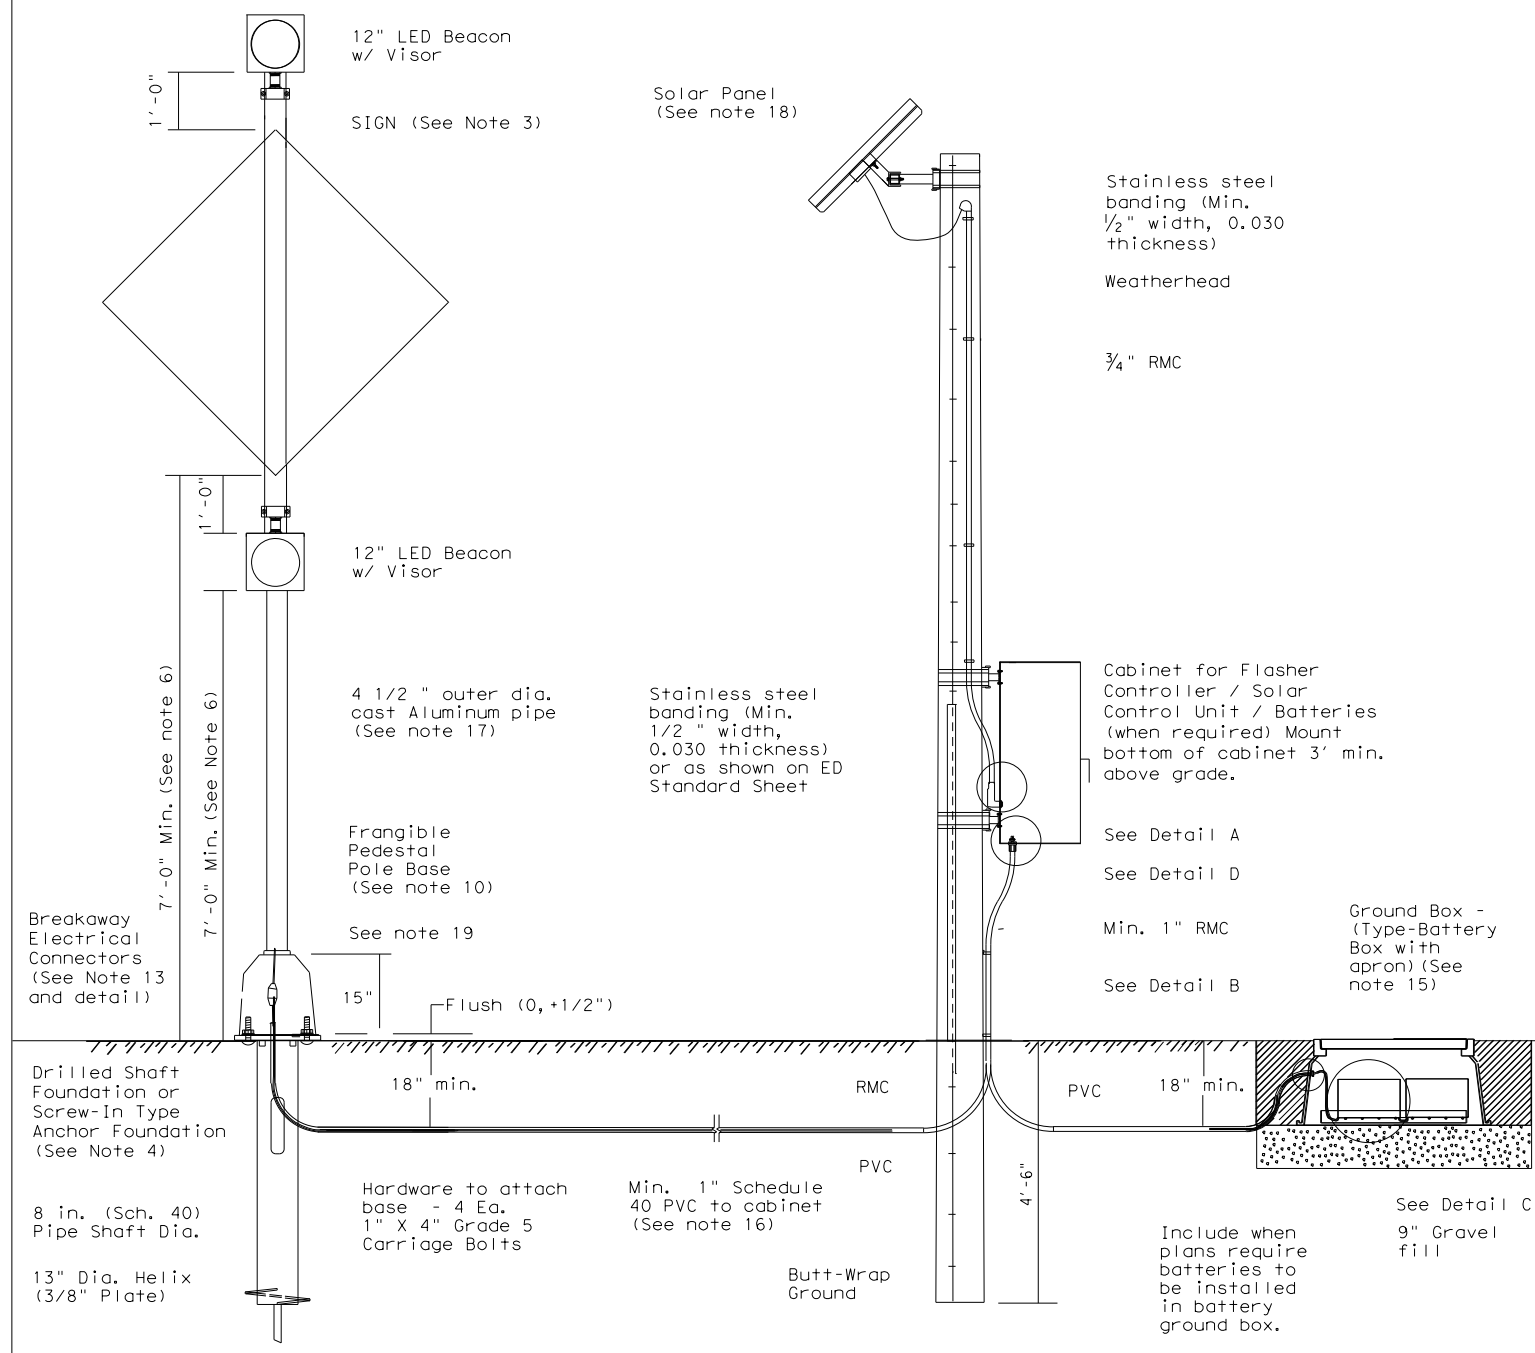 12" LED Beacon
w/ Visor
1'-0"
SIGN (See Note 3)
Solar Panel
(See note 18)
Stainless steel
banding (Min.
1/2" width, 0.030
thickness)
Weatherhead
3/4" RMC
1'-0"
12" LED Beacon
w/ Visor
7'-0" Min.(See note 6)
7'-0" Min.(See Note 6)
4 1/2 " outer dia.
cast Aluminum pipe
(See note 17)
Stainless steel
banding (Min.
1/2 " width,
0.030 thickness)
or as shown on ED
Standard Sheet
Cabinet for Flasher
Controller / Solar
Control Unit / Batteries
(when required) Mount
bottom of cabinet 3' min.
above grade.
Frangible
Pedestal
Pole Base
(See note 10)
See note 19
See Detail A
See Detail D
Min. 1" RMC
See Detail B
Ground Box -
(Type-Battery
Box with
apron)(See
note 15)
Breakaway
Electrical
Connectors
(See Note 13
and detail)
15"
Flush (0,+1/2")
Drilled Shaft
Foundation or
Screw-In Type
Anchor Foundation
(See Note 4)
18" min.
RMC
PVC
18" min.
PVC
4'-6"
8 in. (Sch. 40)
Pipe Shaft Dia.
13" Dia. Helix
(3/8" Plate)
Hardware to attach
base - 4 Ea.
1" X 4" Grade 5
Carriage Bolts
Min. 1" Schedule
40 PVC to cabinet
(See note 16)
Butt-Wrap
Ground
Include when
plans require
batteries to
be installed
in battery
ground box.
See Detail C
9" Gravel
fill